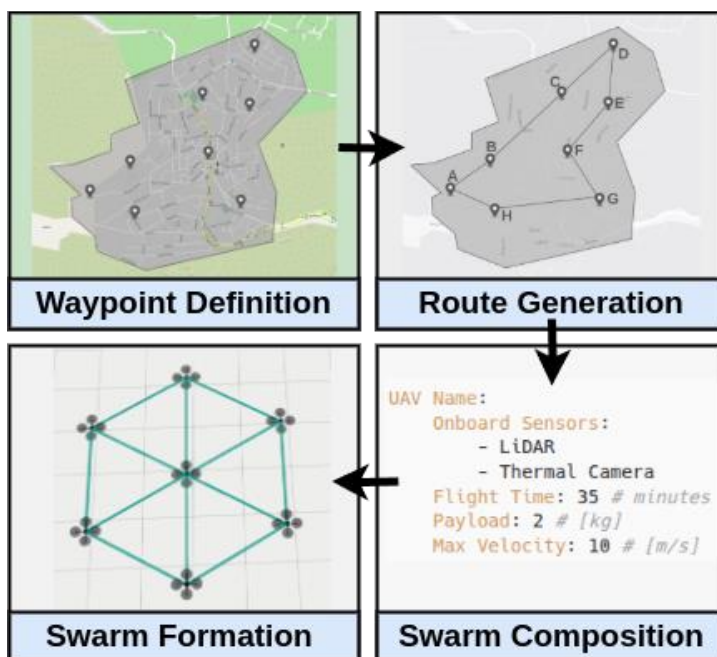 Waypoint Definition
D
C
E
B
F
A
G
H
Route Generation
UAV Name:
Onboard Sensors:
- LiDAR
- Thermal Camera
Flight Time: 35 # minutes
Payload: 2 # [kg]
Max Velocity: 10 # [m/s]
Swarm Composition
Swarm Formation